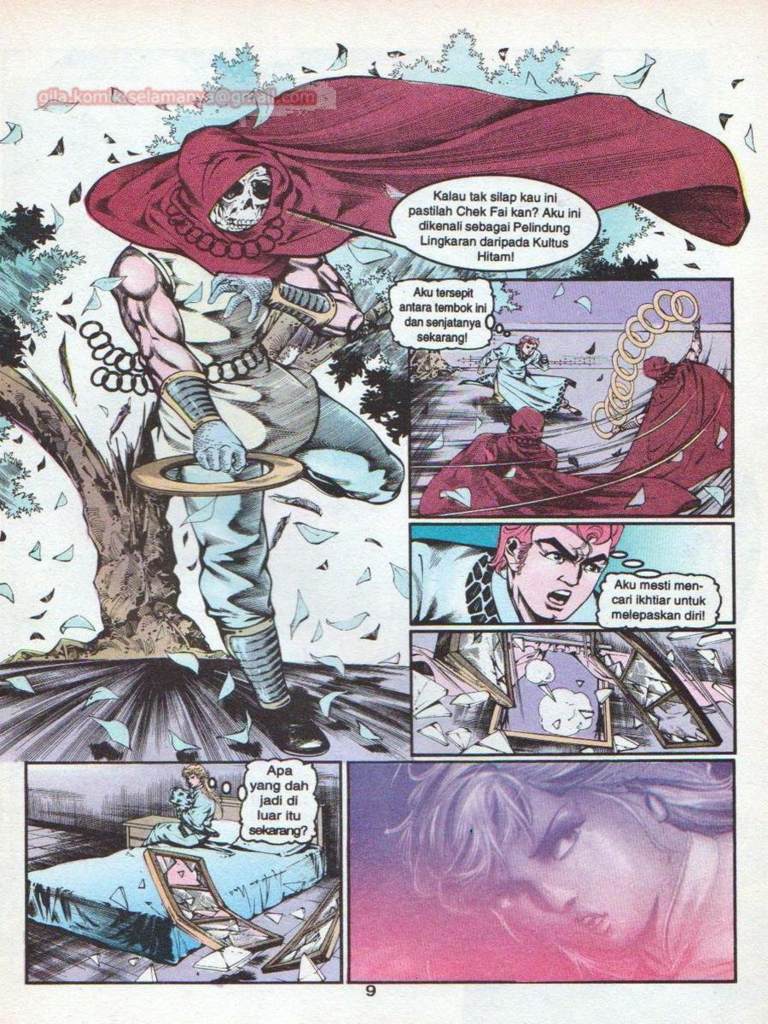 gila.komik.selamanya@gmail.com
Kalau tak silap kau ini
pastilah Chek Fai kan? Aku ini
dikenali sebagai Pelindung
Lingkaran daripada Kultus
Hitam!
Aku tersepit
antara tembok ini
dan senjatanya
sekarang!
Aku mesti men-
cari ikhtiar untuk
melepaskan diri!
Apa
yang dah
jadi di
luar itu
sekarang?
9